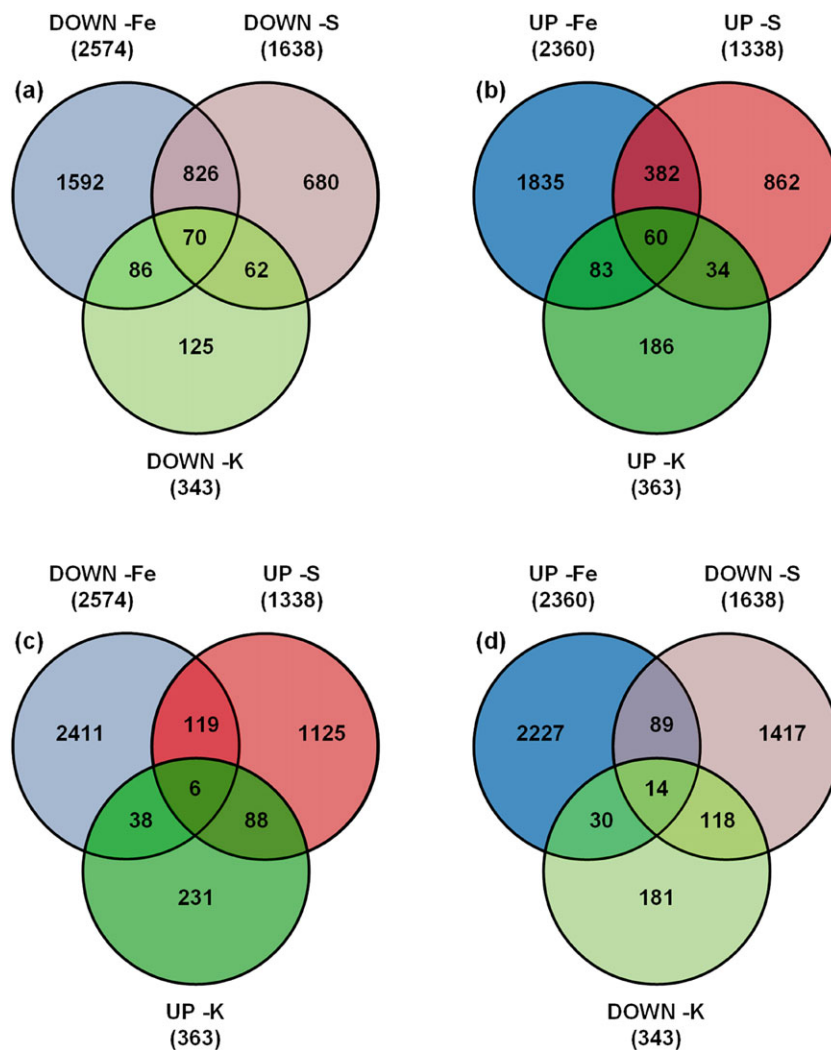 DOWN -Fe
(2574)
DOWN -S
(1638)
(a)
1592
826
680
70
86
62
125
DOWN -K
(343)
UP -Fe
(2360)
UP -S
(1338)
(b)
1835
382
862
60
83
34
186
UP -K
(363)
DOWN -Fe
(2574)
UP -S
(1338)
(c)
2411
119
1125
6
38
88
231
UP -K
(363)
UP -Fe
(2360)
DOWN -S
(1638)
(d)
2227
89
1417
14
30
118
181
DOWN -K
(343)